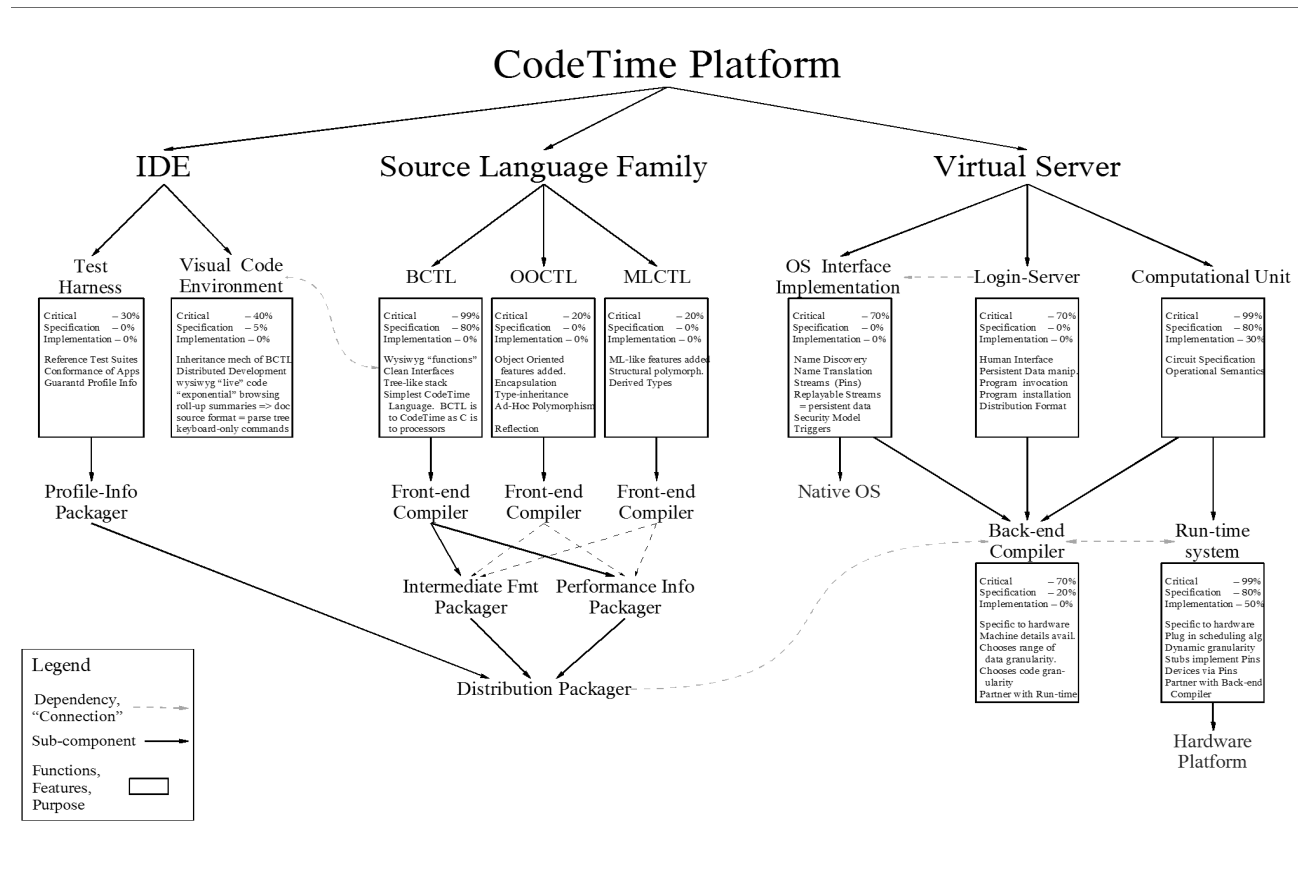 CodeTime Platform
IDE
Source Language Family
Virtual Server
Test
Harness
Critical – 30%
Specification – 0%
Implementation – 0%
Reference Test Suites
Conformance of Apps
Guarantd Profile Info
Visual Code
Environment
Critical – 40%
Specification – 5%
Implementation – 0%
Inheritance mech of BCTL
Distributed Development
wysiwyg “live” code
“exponential” browsing
roll-up summaries => doc
source format = parse tree
keyboard-only commands
BCTL
Critical – 99%
Specification – 80%
Implementation – 0%
Wysiwyg “functions”
Clean Interfaces
Tree-like stack
Simplest CodeTime
Language. BCTL is
to CodeTime as C is
to processors
OOCTL
Critical – 20%
Specification – 0%
Implementation – 0%
Object Oriented
features added.
Encapsulation
Type-inheritance
Ad-Hoc Polymorphism
Reflection
MLCTL
Critical – 20%
Specification – 0%
Implementation – 0%
ML-like features added
Structural polymorph.
Derived Types
OS Interface
Implementation
Critical – 70%
Specification – 0%
Implementation – 0%
Name Discovery
Name Translation
Streams (Pins)
Replayable Streams
= persistent data
Security Model
Triggers
Login-Server
Critical – 70%
Specification – 0%
Implementation – 0%
Human Interface
Persistent Data manip.
Program invocation
Program installation
Distribution Format
Computational Unit
Critical – 99%
Specification – 80%
Implementation – 30%
Circuit Specification
Operational Semantics
Profile-Info
Packager
Front-end
Compiler
Front-end
Compiler
Front-end
Compiler
Native OS
Back-end
Compiler
Critical – 70%
Specification – 20%
Implementation – 0%
Specific to hardware
Machine details avail.
Chooses range of
data granularity.
Chooses code gran-
ularity
Partner with Run-time
Run-time
system
Critical – 99%
Specification – 80%
Implementation – 50%
Specific to hardware
Plug in scheduling alg
Dynamic granularity
Stubs implement Pins
Devices via Pins
Partner with Back-end
Compiler
Intermediate Fmt
Packager
Performance Info
Packager
Distribution Packager
Hardware
Platform
Legend
Dependency,
“Connection”
Sub-component
Functions,
Features,
Purpose